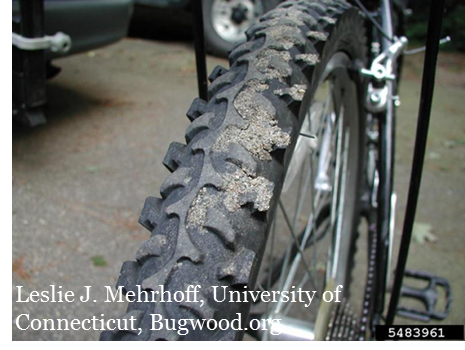 Leslie J. Mehrhoff, University of
Connecticut, Bugwood.org
5483961